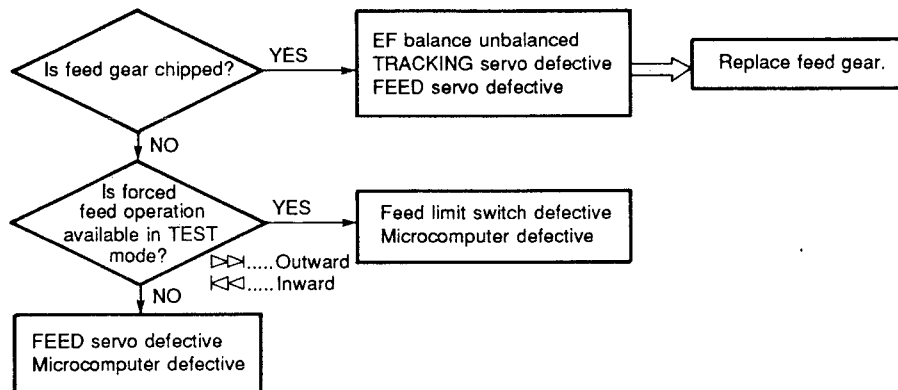 Is feed gear chipped?
YES
EF balance unbalanced
TRACKING servo defective
FEED servo defective
Replace feed gear.
NO
Is forced
feed operation
available in TEST
mode?
YES
Feed limit switch defective
Microcomputer defective
▷▷|.....Outward
|◁◁.....Inward
NO
FEED servo defective
Microcomputer defective